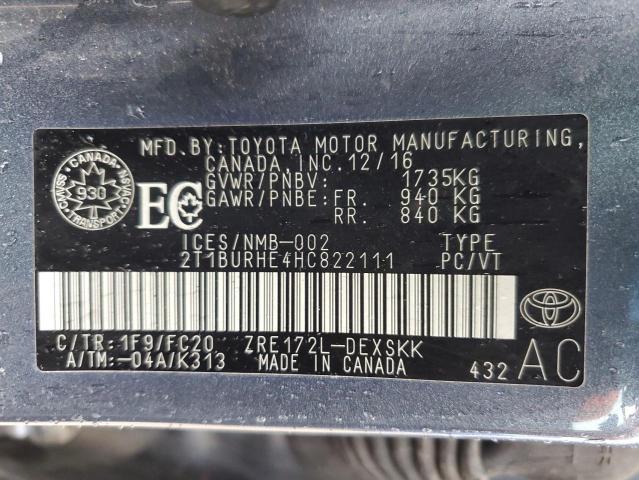 MFD.BY:TOYOTA MOTOR MANUFACTURING,
CANADA,INC.12/16
GVWR/PNBV: 1735KG
GAWR/PNBE:FR. 940 KG
RR. 840 KG
CANADA
930
TRANSPORT
CMVSS
NSVAC
EC
ICES/NMB-002 TYPE
2T1BURHE4HC822111 PC/VT
C/TR:1F9/FC20 ZRE172L-DEXSKK
A/TM:-04A/K313 MADE IN CANADA
432 AC